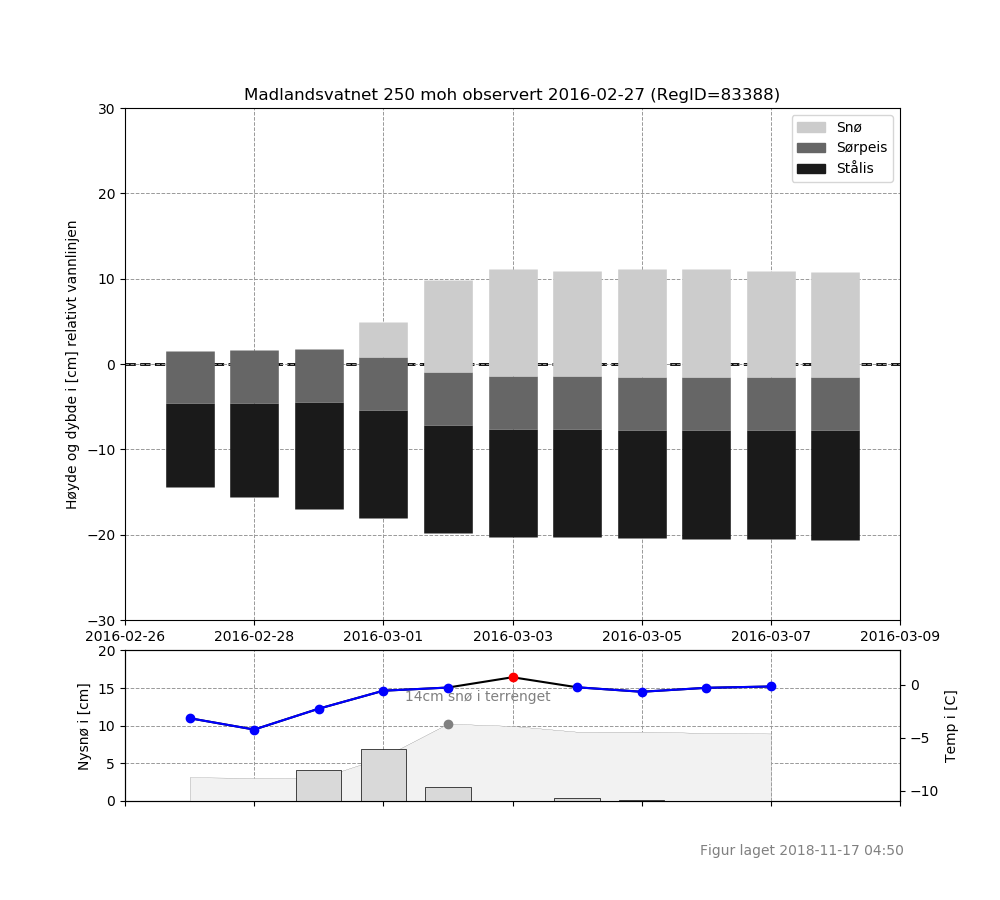 Madlandsvatnet 250 moh observert 2016-02-27 (RegID=83388)
Snø
Sørpeis
Stålis
Høyde og dybde i [cm] relativt vannlinjen
30
20
10
0
−10
−20
−30
2016-02-26 2016-02-28 2016-03-01 2016-03-03 2016-03-05 2016-03-07 2016-03-09
Nysnø i [cm]
20
15
10
5
0
14cm snø i terrenget
0
−5
−10
Temp i [C]
Figur laget 2018-11-17 04:50